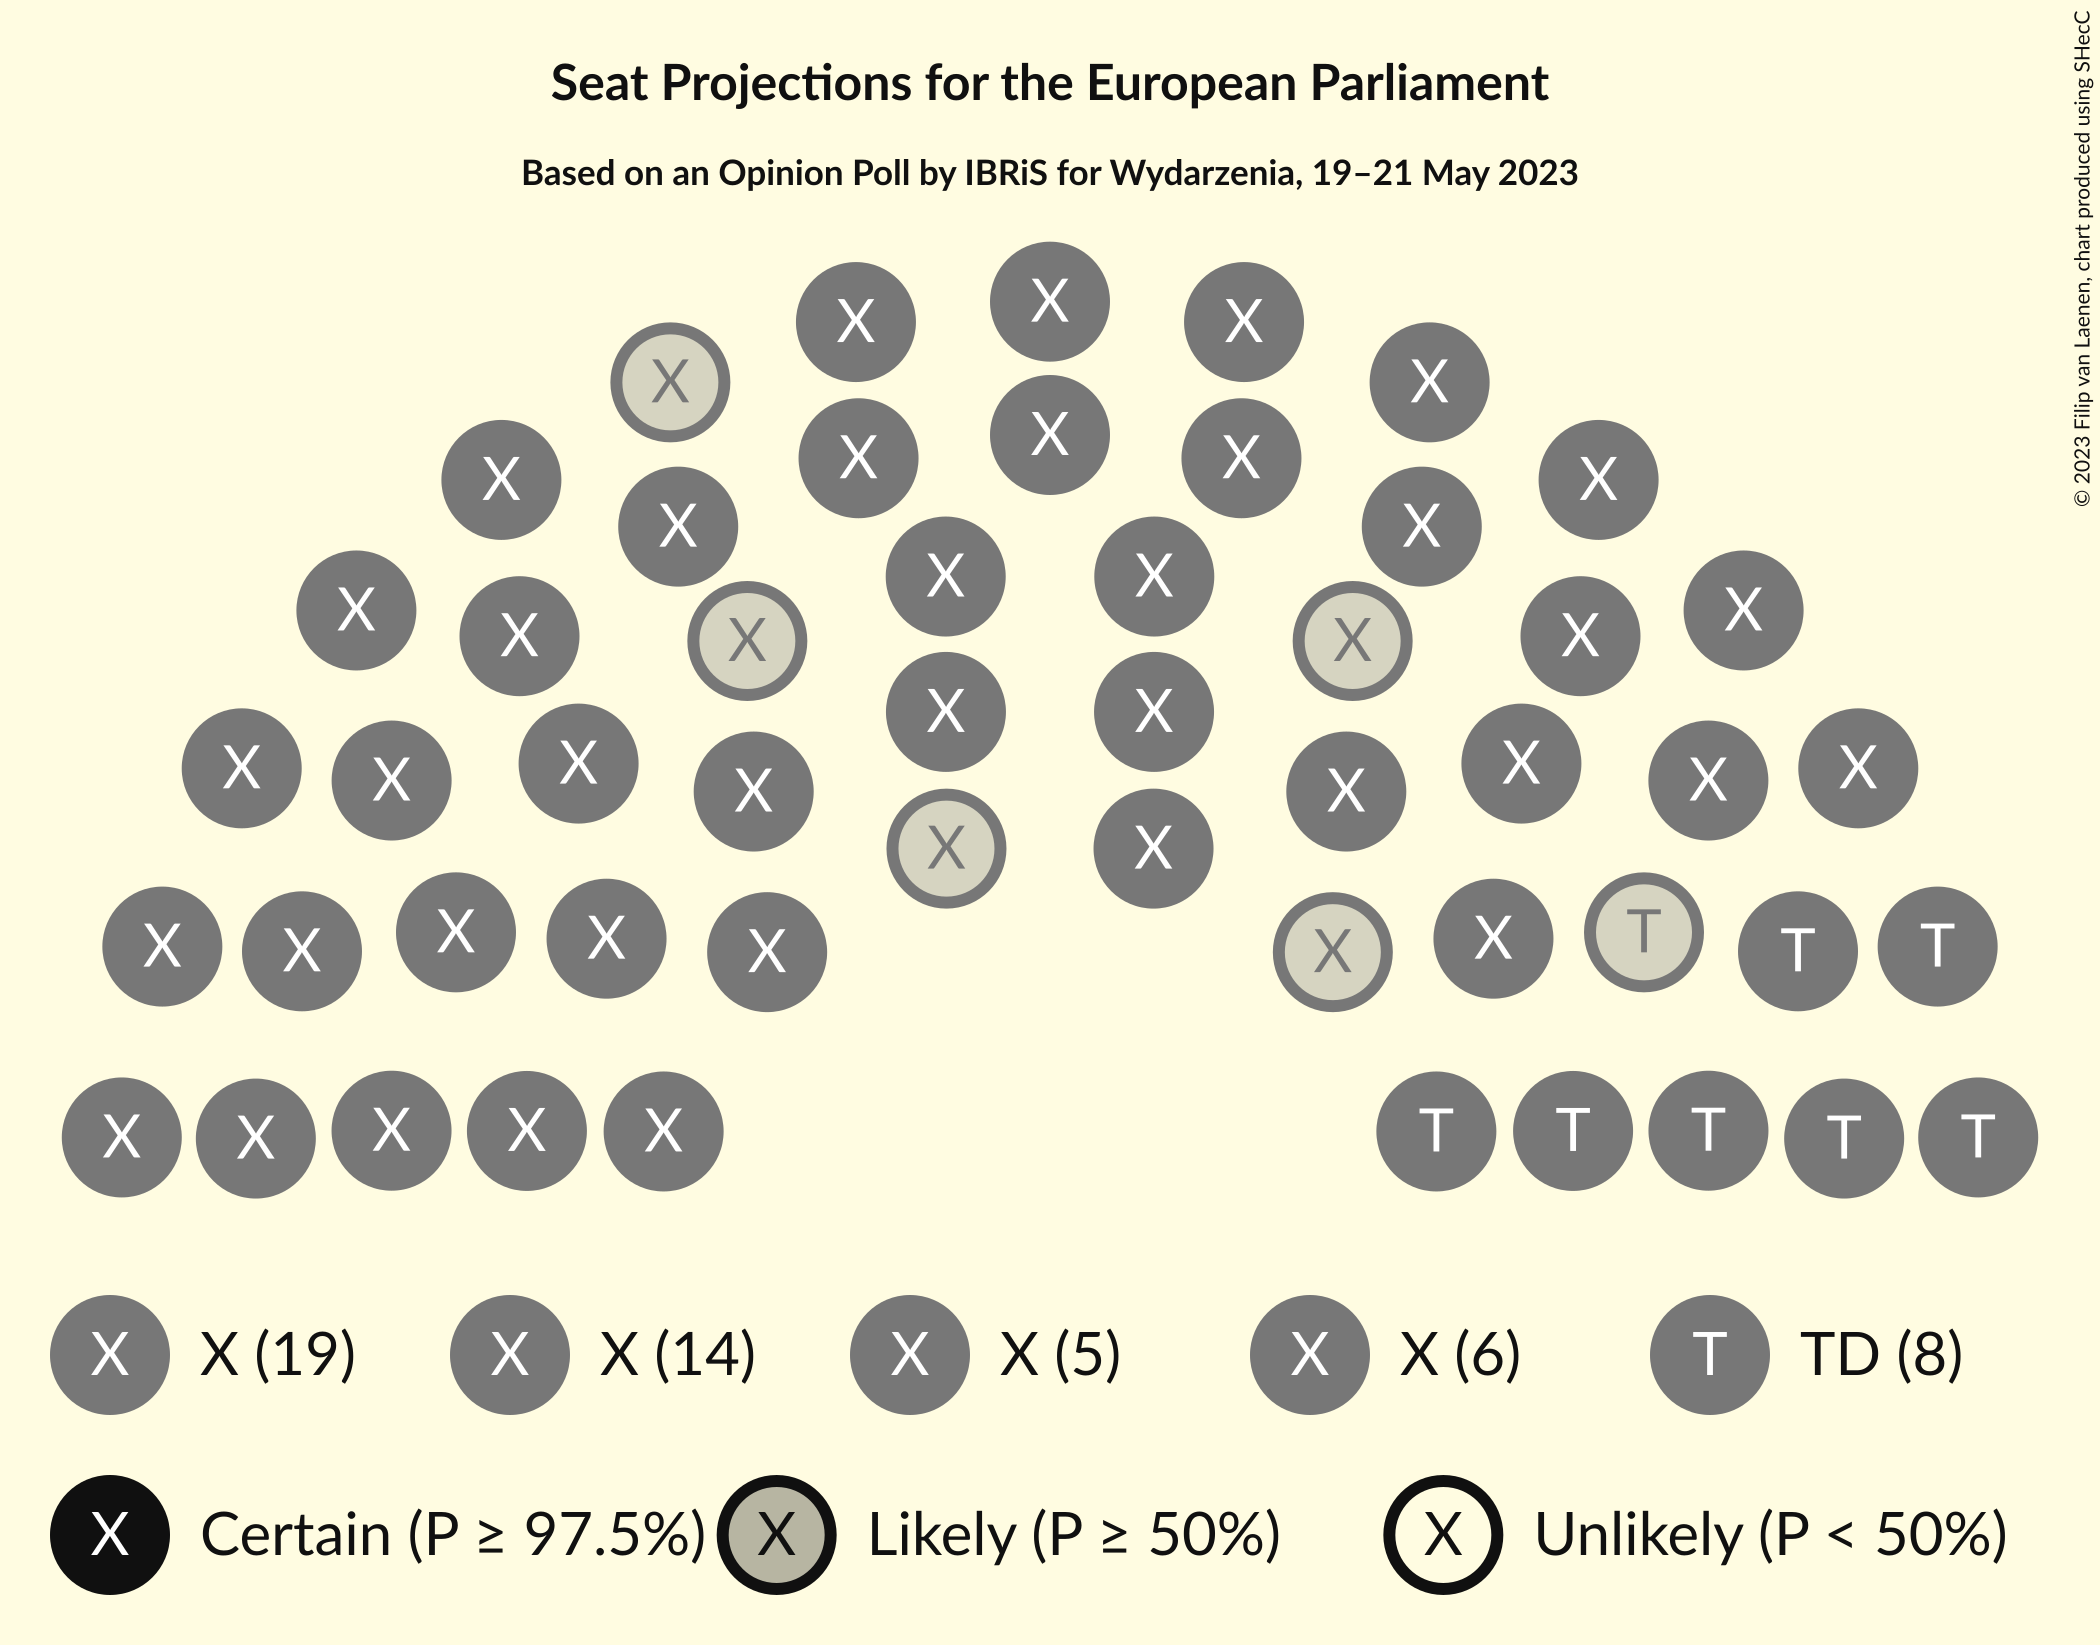 Seat Projections for the European Parliament
Based on an Opinion Poll by IBRiS for Wydarzenia, 19–21 May 2023
© 2023 Filip van Laenen, chart produced using SHecC
X
X X
X X
X X
X X X
X X
X X
X X X X
X X
X X X X
X X
X X X X
X X X X
X X
X X X T
X X T T
X X
X X X X X T T T T T
X X (19) X X (14) X X (5) X X (6) T TD (8)
X Certain (P ≥ 97.5%) X Likely (P ≥ 50%) X Unlikely (P < 50%)